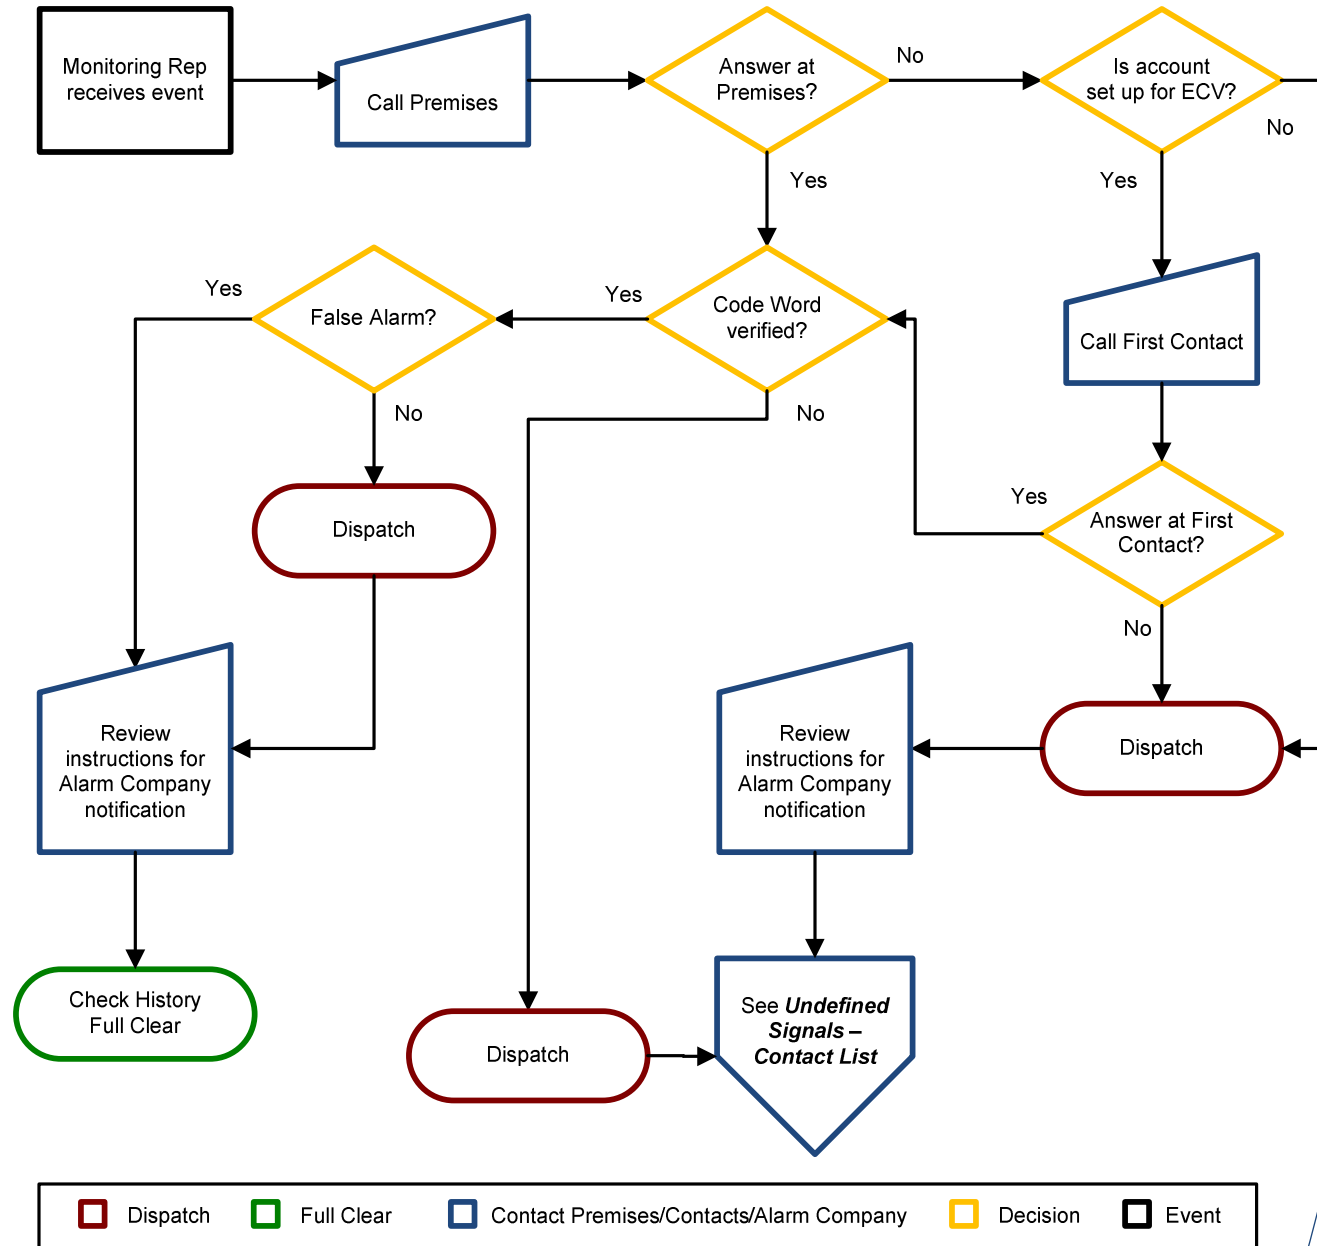 Monitoring Rep
receives event
Call Premises
Answer at
Premises?
No
Is account
set up for ECV?
No
Yes
Yes
Yes
False Alarm?
Yes
Code Word
verified?
Call First Contact
No
No
Yes
Answer at First
Contact?
Dispatch
No
Review
instructions for
Alarm Company
notification
Review
instructions for
Alarm Company
notification
Dispatch
Check History
Full Clear
See Undefined
Signals –
Contact List
Dispatch
Dispatch
Full Clear
Contact Premises/Contacts/Alarm Company
Decision
Event